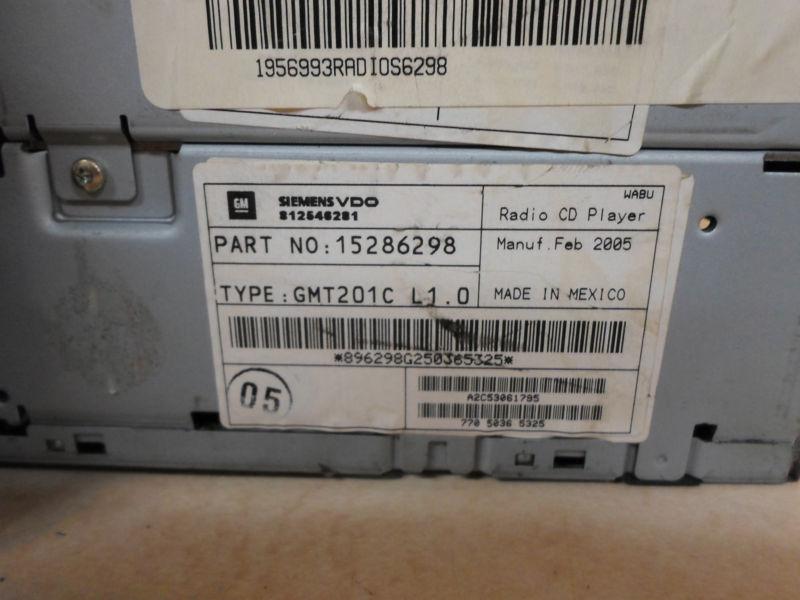 1956993RADIOS6298
GM
SIEMENS VDO
812546281
WABU
Radio CD Player
PART NO:15286298
Manuf.Feb 2005
TYPE:GMT201C L1.0
MADE IN MEXICO
*896298G250365325*
05
A2C53061795
770 5036 5325